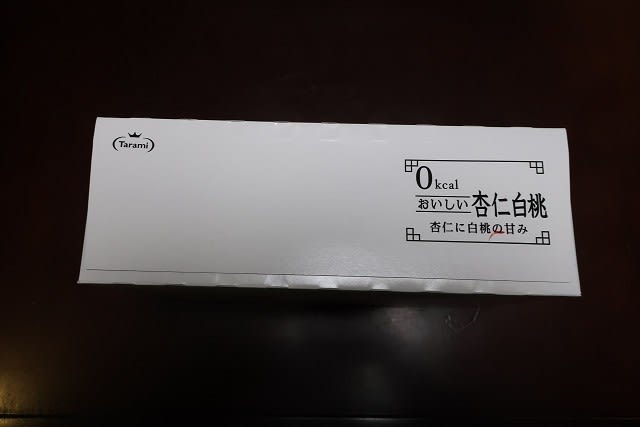 Tarami
0kcal
おいしい 杏仁白桃
杏仁に白桃の甘み